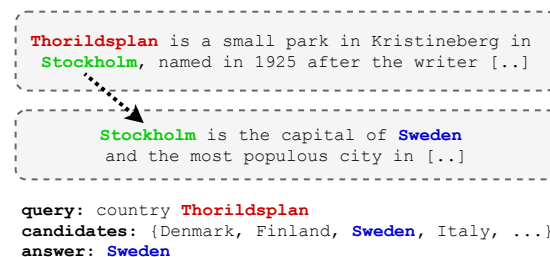 Thorildsplan is a small park in Kristineberg in
Stockholm, named in 1925 after the writer [..]
Stockholm is the capital of Sweden
and the most populous city in [..]
query: country Thorildsplan
candidates: {Denmark, Finland, Sweden, Italy, ...}
answer: Sweden